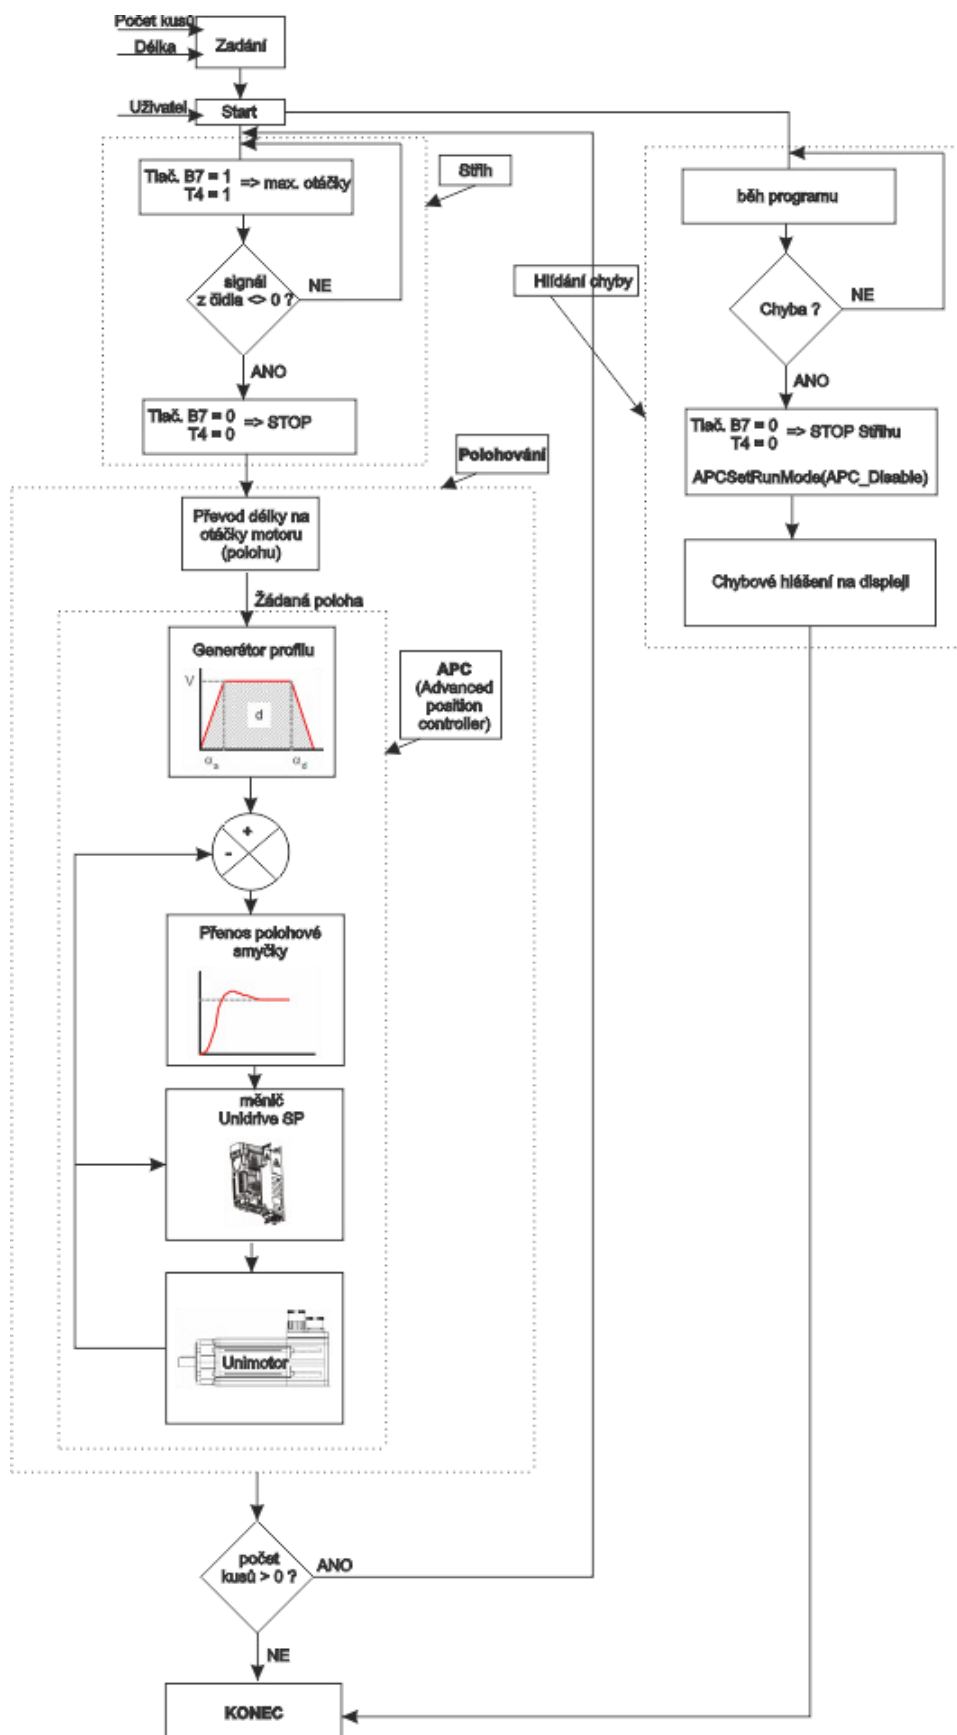 Počet kusů
Délka
Zadání
Uživatel
Start
Tlač. B7 = 1
T4 = 1
=> max. otáčky
Střih
signál
z čidla <> 0 ?
NE
ANO
Tlač. B7 = 0
T4 = 0
=> STOP
běh programu
Hlídání chyby
Chyba ?
NE
ANO
Tlač. B7 = 0
T4 = 0
=> STOP Střihu
APCSetRunMode(APC_Disable)
Chybové hlášení na displeji
Polohování
Převod délky na
otáčky motoru
(polohu)
Žádaná poloha
Generátor profilu
V
d
αa
αd
APC
(Advanced
position
controller)
+
-
Přenos polohové
smyčky
měnič
Unidrive SP
Unimotor
počet
kusů > 0 ?
ANO
NE
KONEC